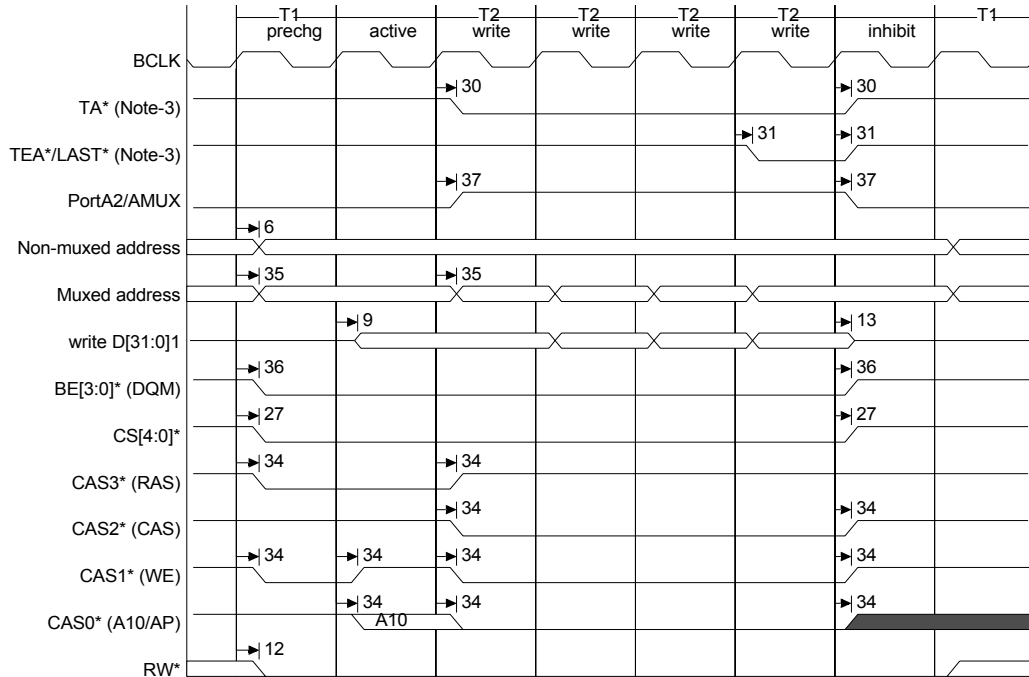 T1 T2 T2 T2 T2 T1
prechg active write write write write inhibit
BCLK
30 30
TA* (Note-3)
31 31
TEA*/LAST* (Note-3)
37 37
PortA2/AMUX
6
Non-muxed address
35 35
Muxed address
9 13
write D[31:0]1
36 36
BE[3:0]* (DQM)
27 27
CS[4:0]*
34 34
CAS3* (RAS)
34 34
CAS2* (CAS)
34 34 34 34
CAS1* (WE)
34 34 34
CAS0* (A10/AP) A10
12
RW*